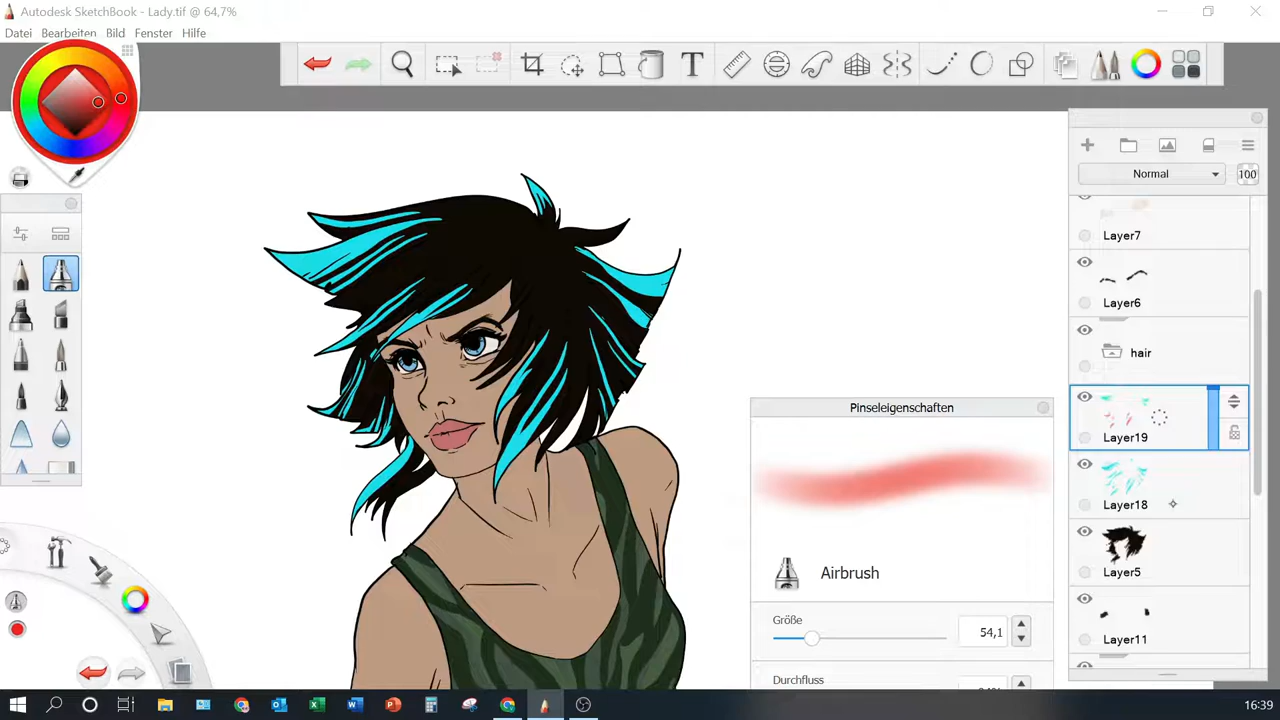 Autodesk SketchBook - Lady.tif @ 64,7%
Datei Bearbeiten Bild Fenster Hilfe
T
Normal
100
Layer7
Layer6
hair
Layer19
Layer18
Layer5
Layer11
Pinseleigenschaften
Airbrush
Größe
54,1
Durchfluss
16:39